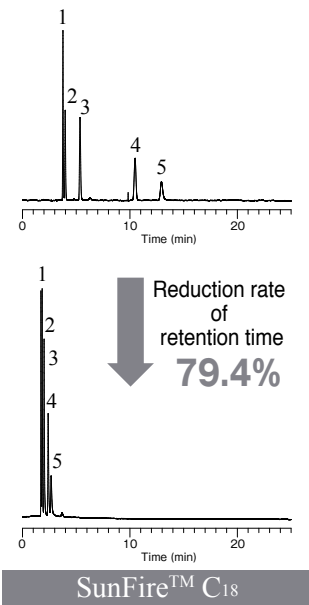 1
2
3
4
5
0 10 20
Time (min)
1
2
3
4
5
Reduction rate
of
retention time
79.4%
0 10 20
Time (min)
SunFire™ C18